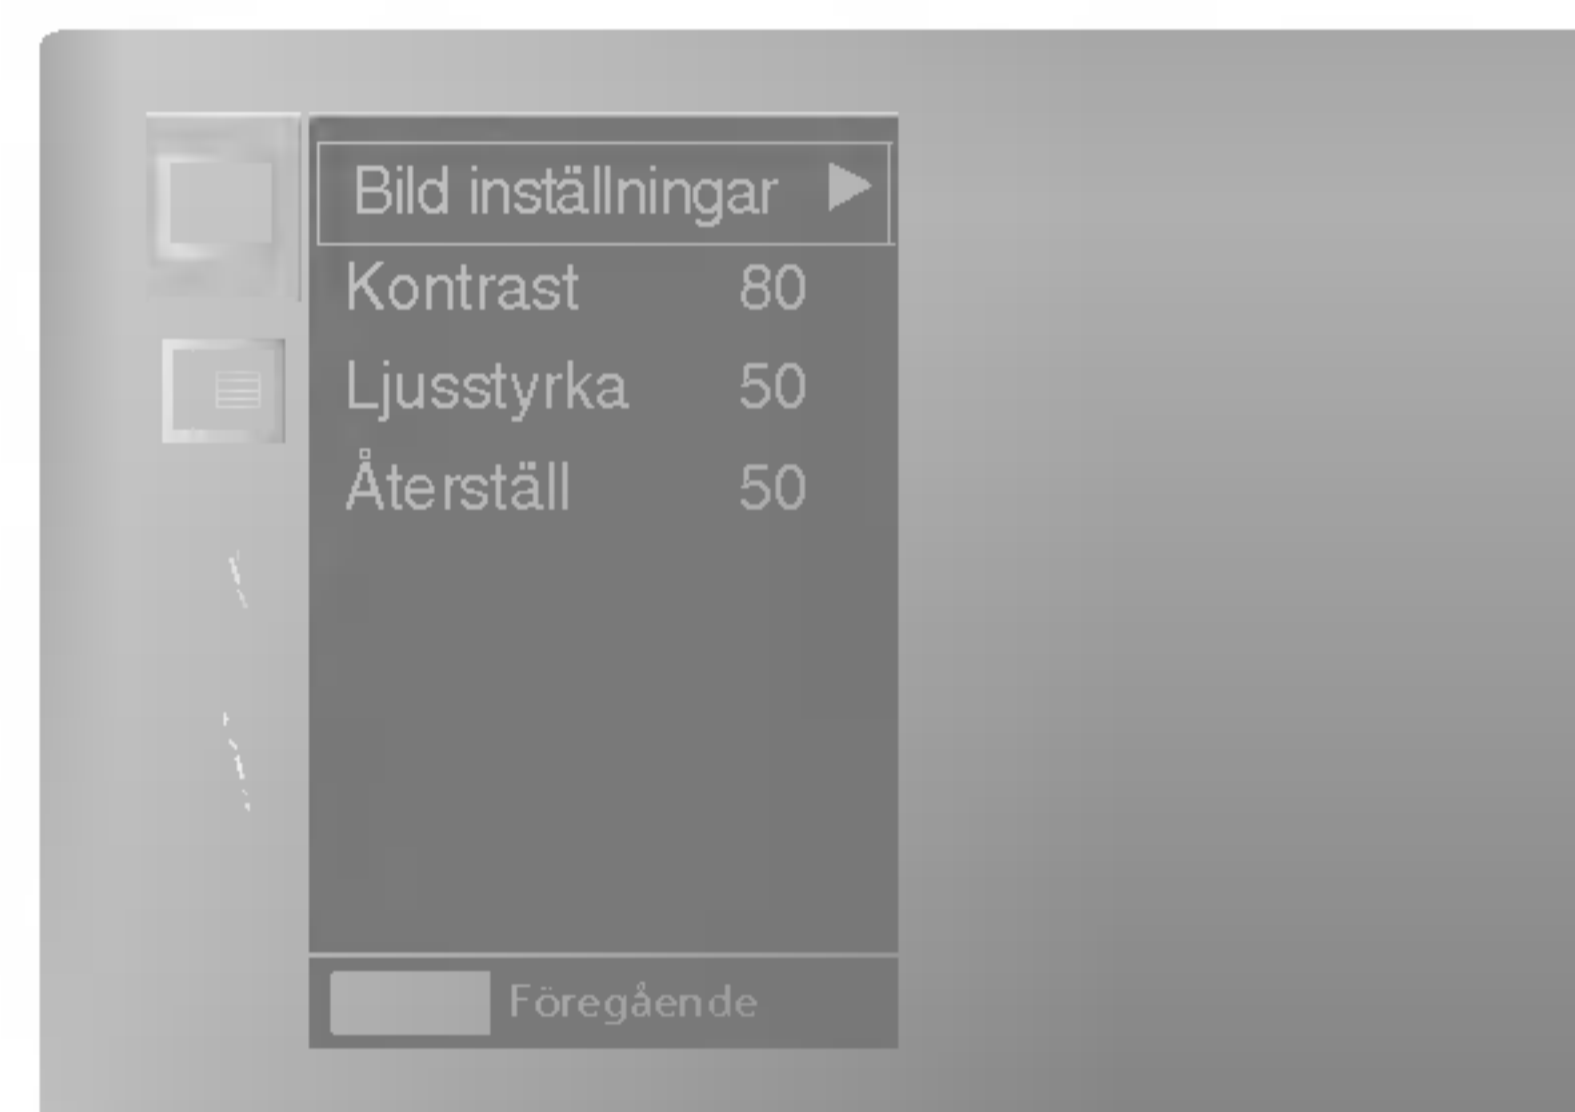 Bild inställningar
Kontrast 80
Ljusstyrka 50
Återställ 50
Föregående